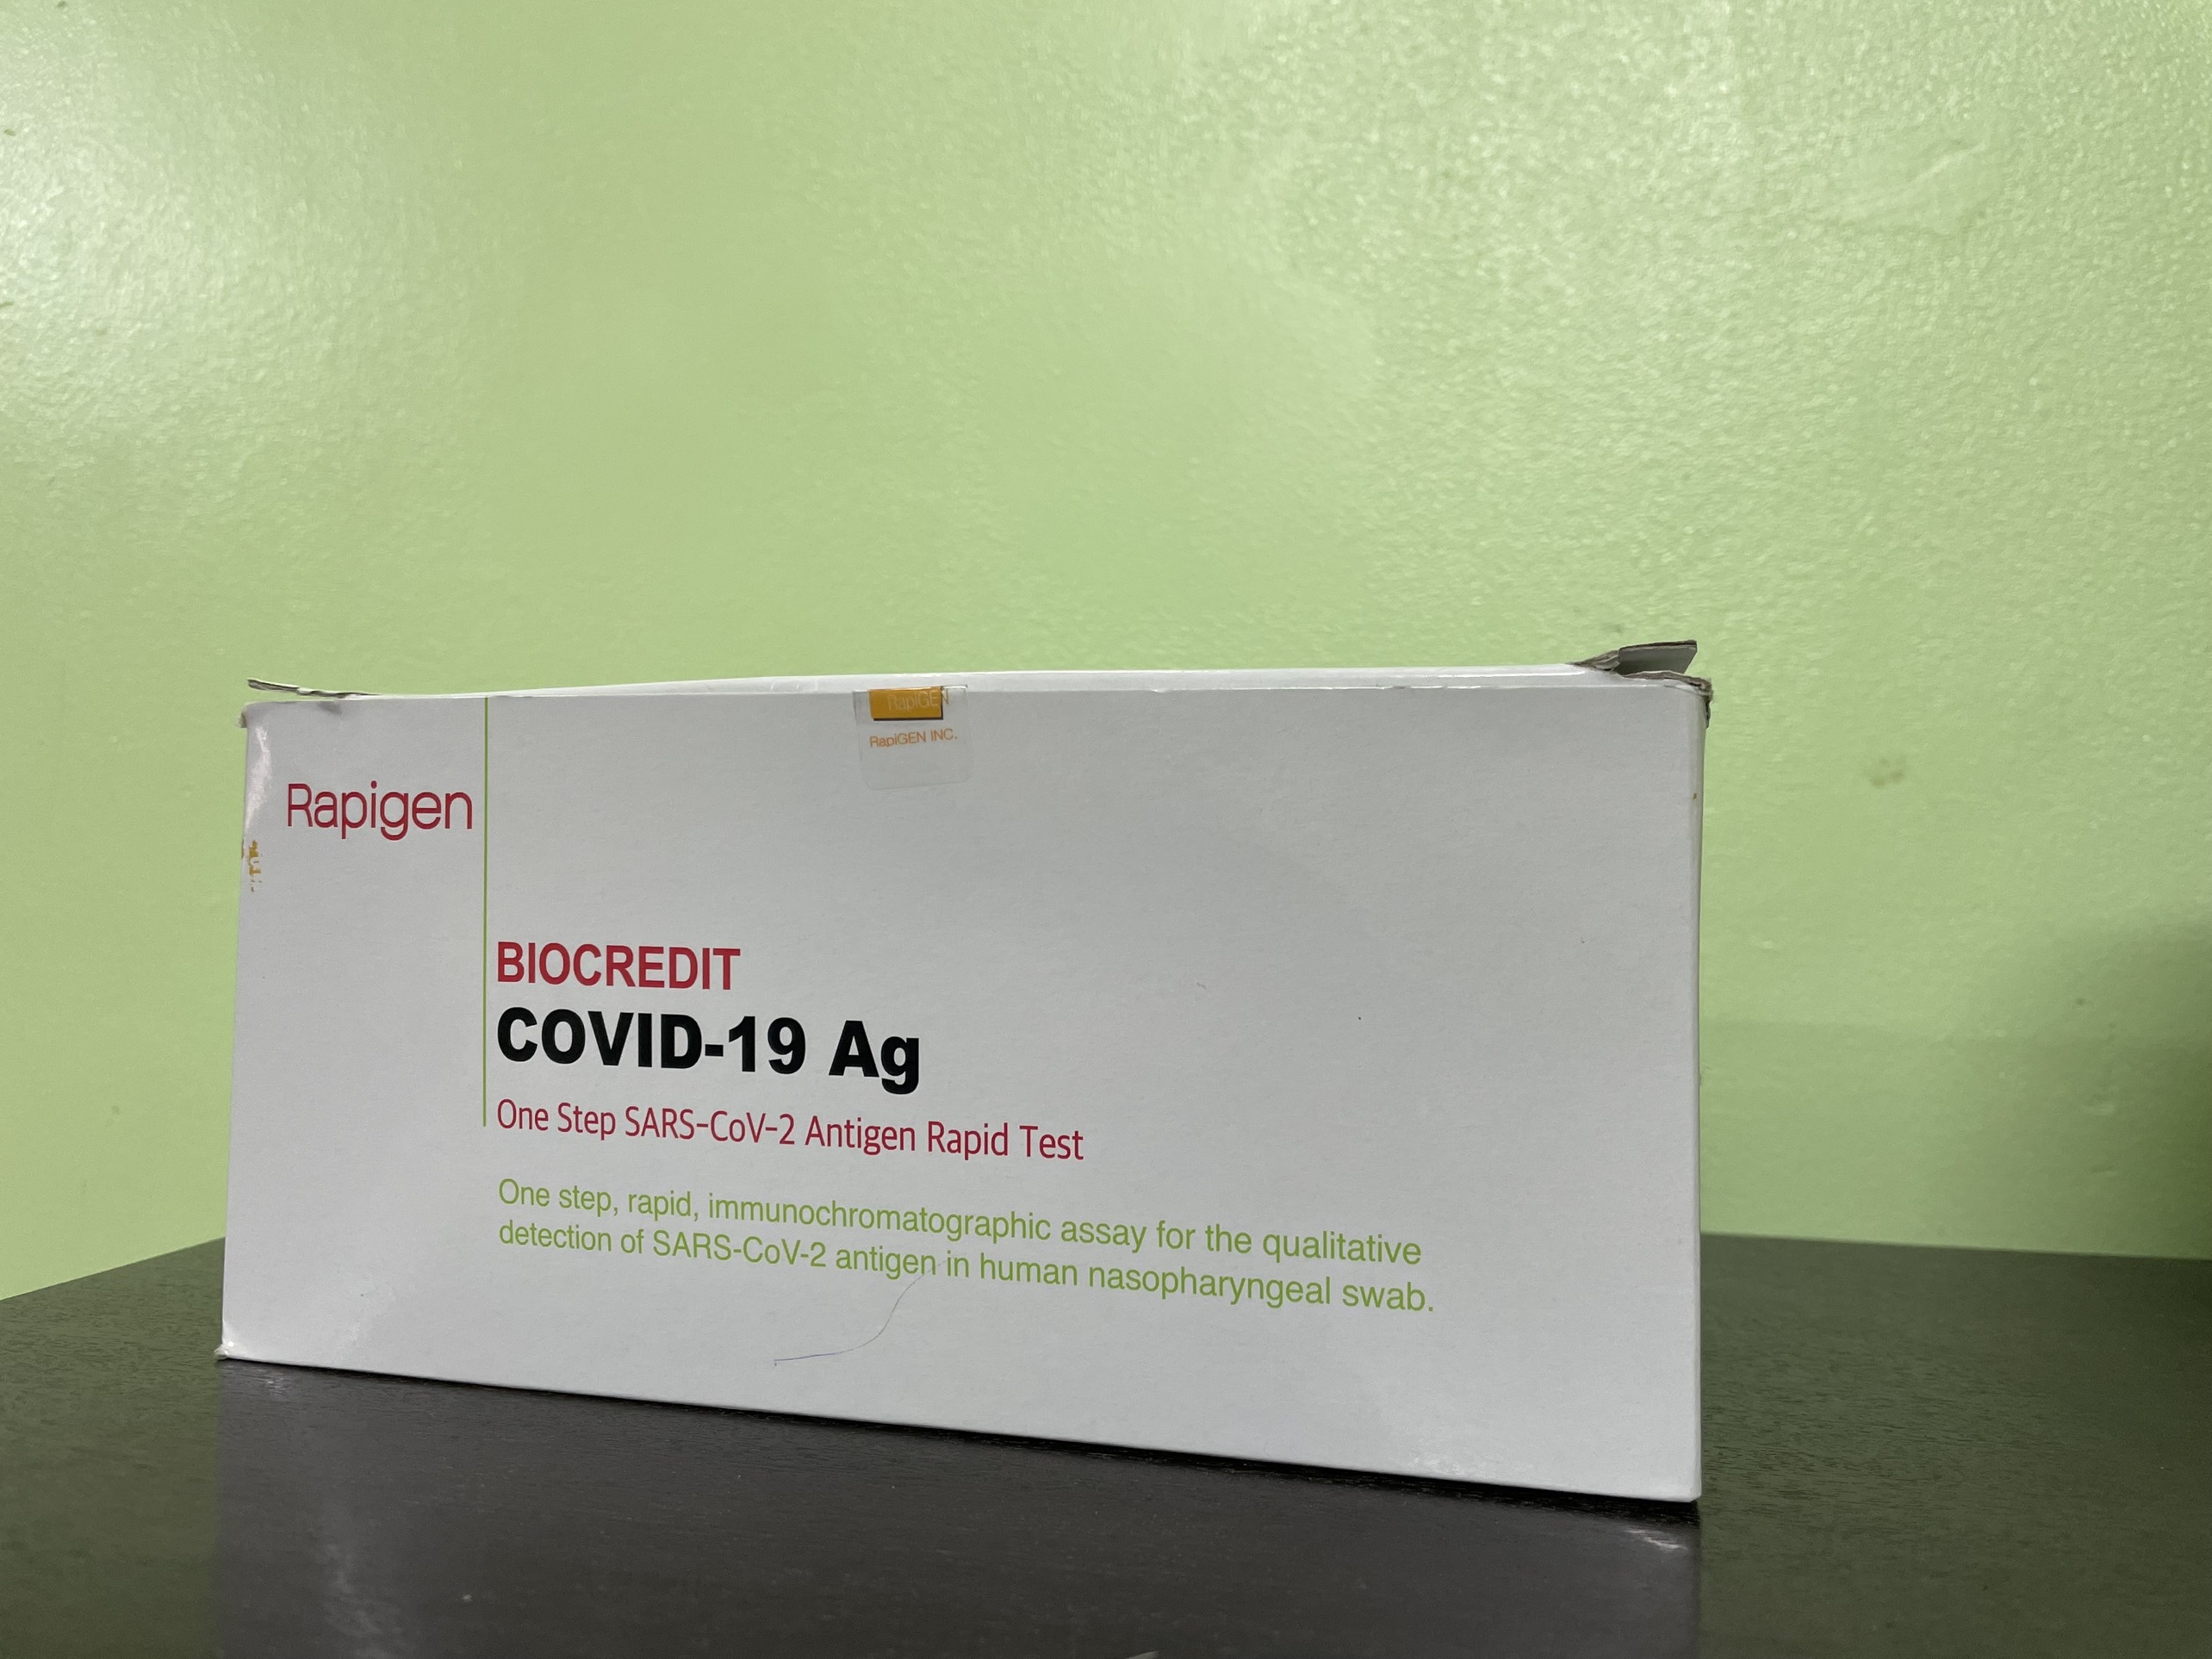 RapiGEN
RapiGEN INC.
Rapigen
BIOCREDIT
COVID-19 Ag
One Step SARS-CoV-2 Antigen Rapid Test
One step, rapid, immunochromatographic assay for the qualitative
detection of SARS-CoV-2 antigen in human nasopharyngeal swab.